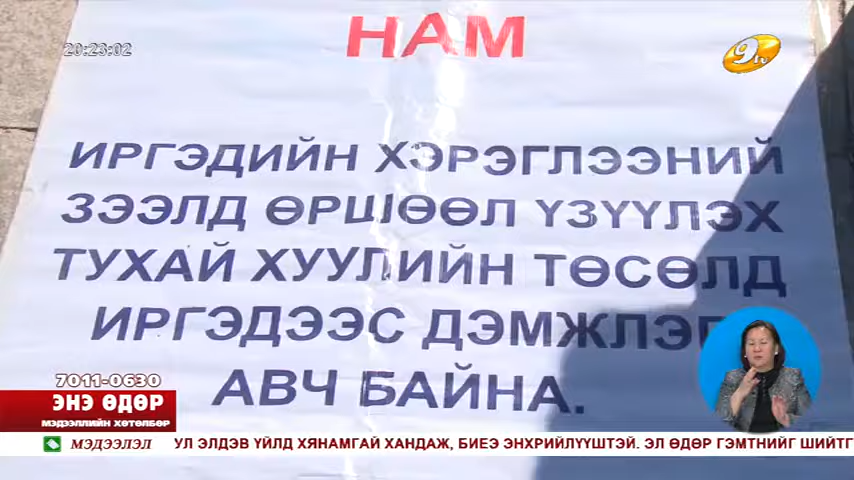 НАМ
20:23:02
9tv
ИРГЭДИЙН ХЭРЭГЛЭЭНИЙ
ЗЭЭЛД ӨРШӨӨЛ ҮЗҮҮЛЭХ
ТУХАЙ ХУУЛИЙН ТӨСӨЛД
ИРГЭДЭЭС ДЭМЖЛЭГ
АВЧ БАЙНА.
7011-0630
ЭНЭ ӨДӨР
МЭДЭЭЛЛИЙН ХӨТӨЛБӨР
МЭДЭЭЛЭЛ УЛ ЭЛДЭВ ҮЙЛД ХЯНАМГАЙ ХАНДАЖ, БИЕЭ ЭНХРИЙЛҮҮШТЭЙ. ЭЛ ӨДӨР ГЭМТНИЙГ ШИЙТГ